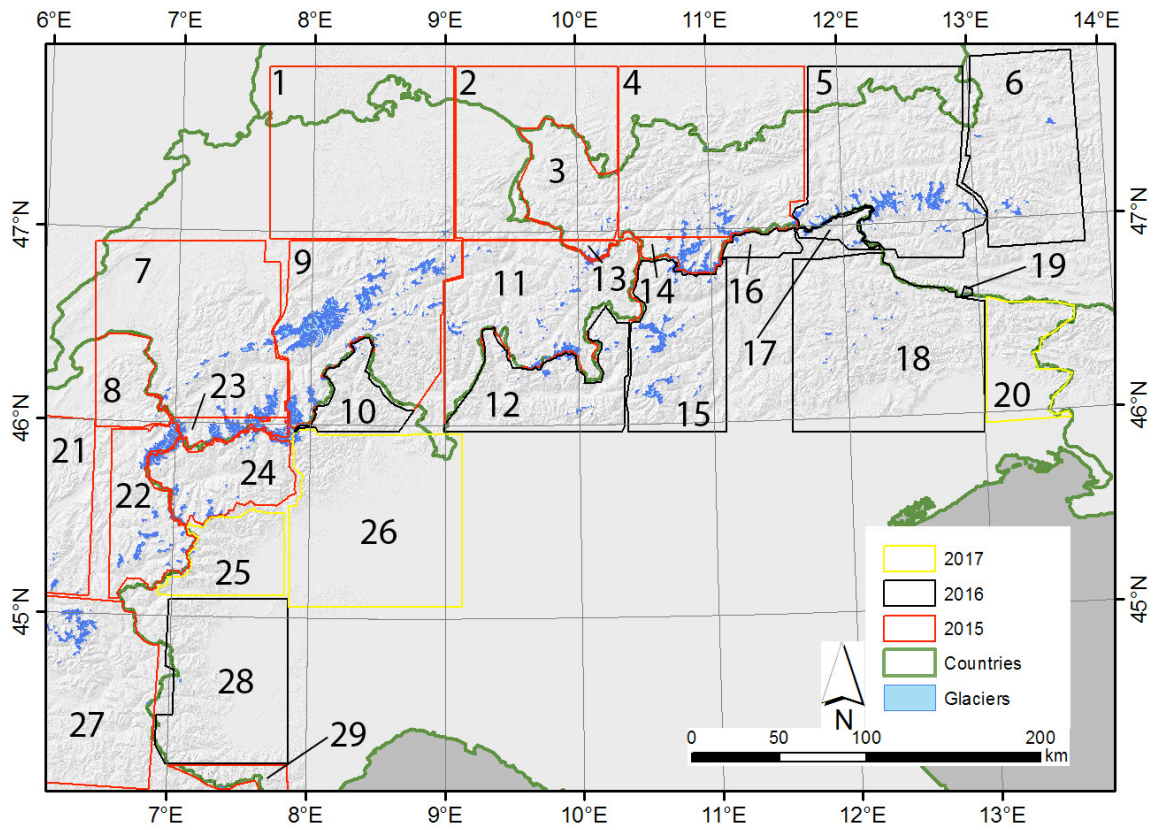 6°E 7°E 8°E 9°E 10°E 11°E 12°E 13°E 14°E
1 2 4 5 6
3
47°N 47°N
7 9 11 13 14 16 19
17
8 23 10 12 15 18 20
46°N 46°N
21 22 24
26
25
2017
45°N 2016 45°N
2015
Countries
28 Glaciers
27 29
N
0 50 100 200
km
7°E 8°E 9°E 10°E 11°E 12°E 13°E